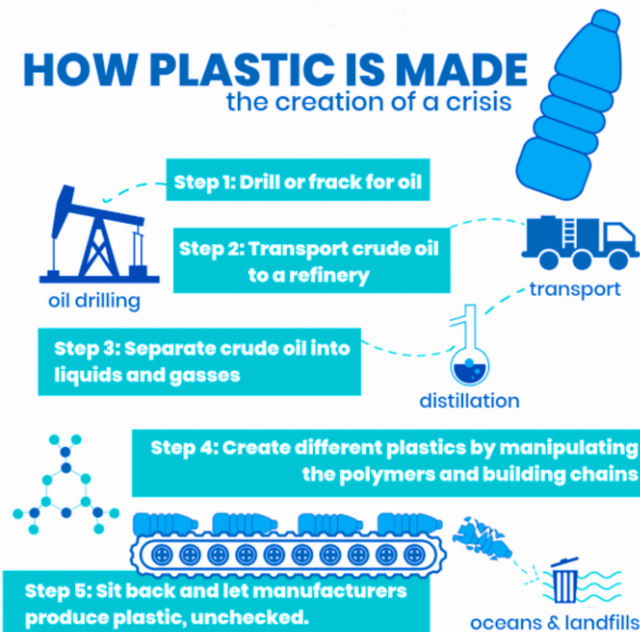 HOW PLASTIC IS MADE
the creation of a crisis
Step 1: Drill or frack for oil
oil drilling
Step 2: Transport crude oil
to a refinery
transport
Step 3: Separate crude oil into
liquids and gasses
distillation
Step 4: Create different plastics by manipulating
the polymers and building chains
Step 5: Sit back and let manufacturers
produce plastic, unchecked.
oceans & landfills